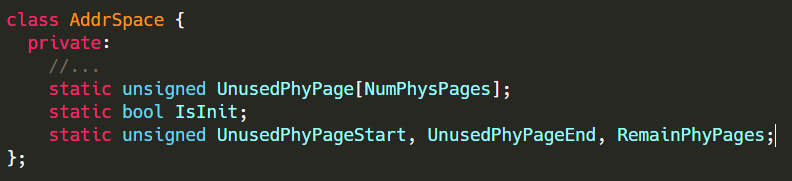 class AddrSpace {
  private:
    //...
    static unsigned UnusedPhyPage[NumPhysPages];
    static bool IsInit;
    static unsigned UnusedPhyPageStart, UnusedPhyPageEnd, RemainPhyPages;
};